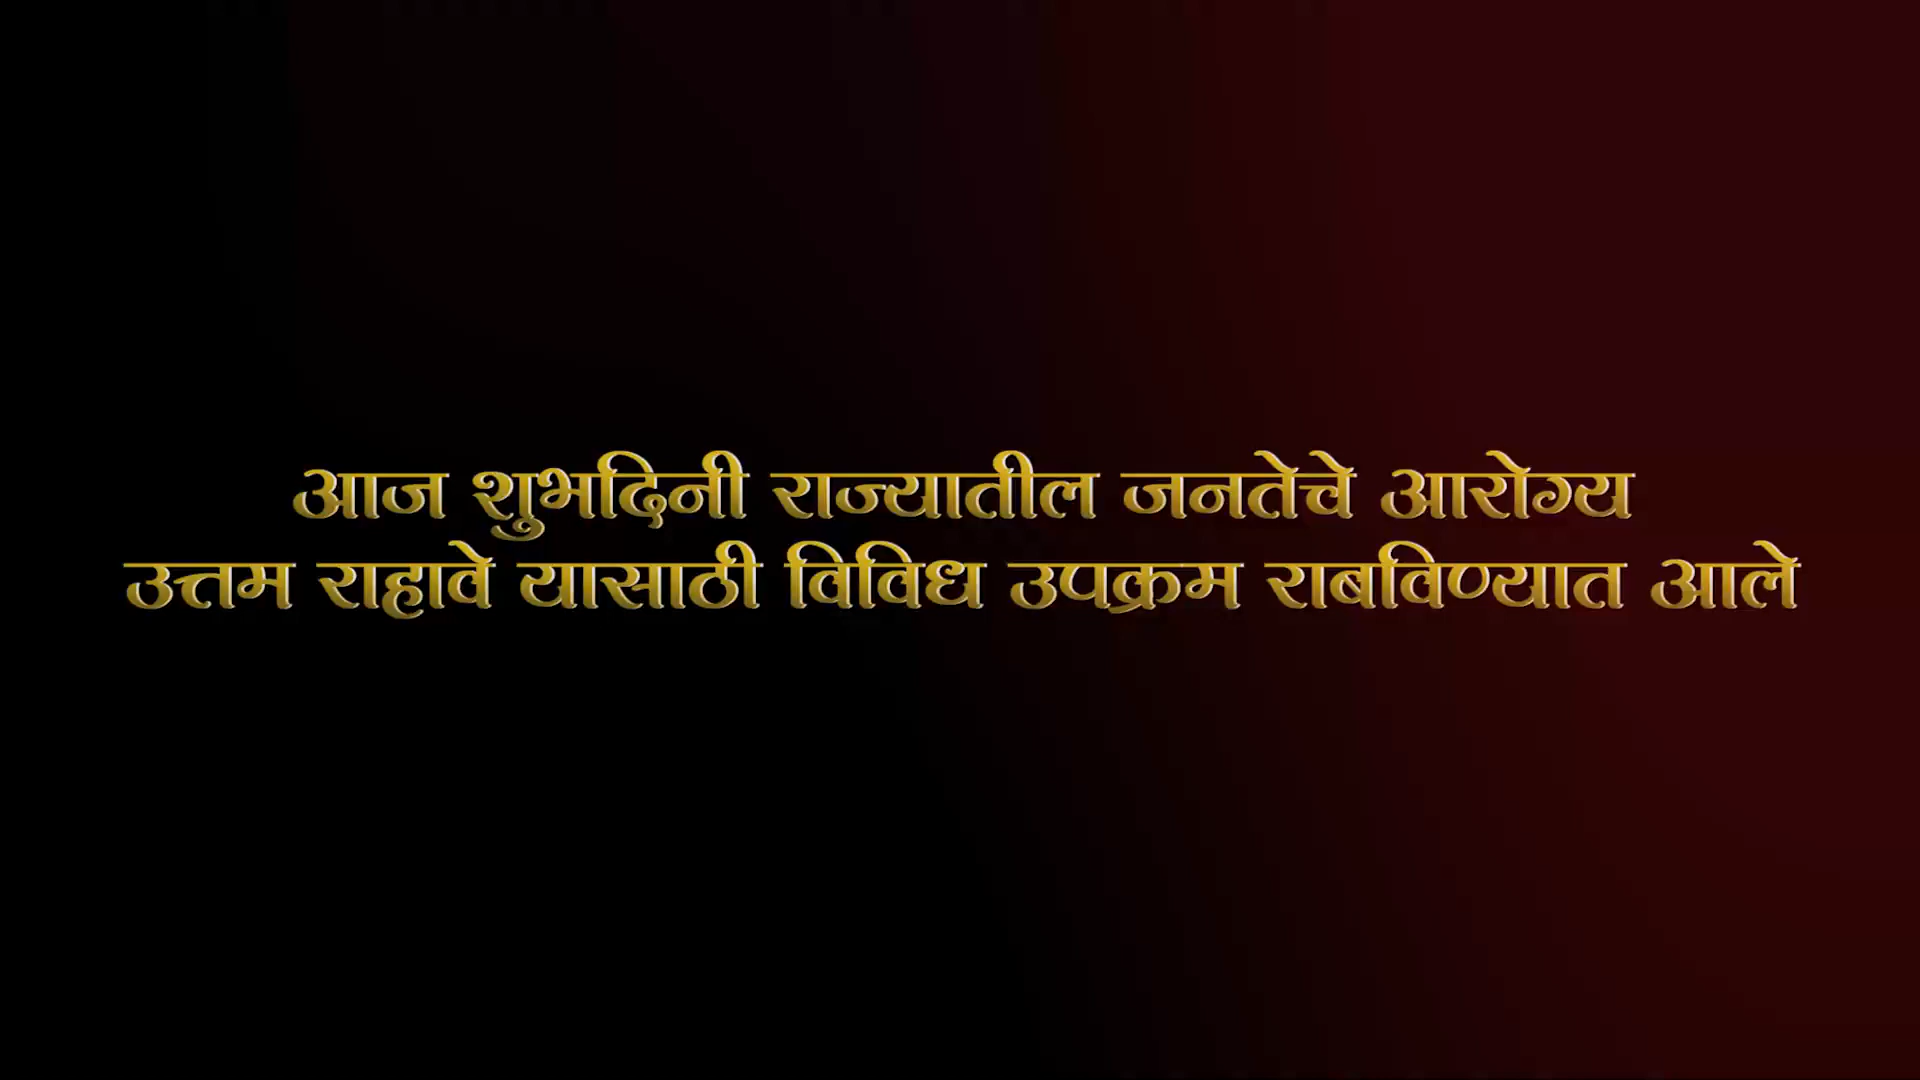 आज शुभदिनी राज्यातील जनतेचे आरोग्य
उत्तम राहावे यासाठी विविध उपक्रम राबविण्यात आले